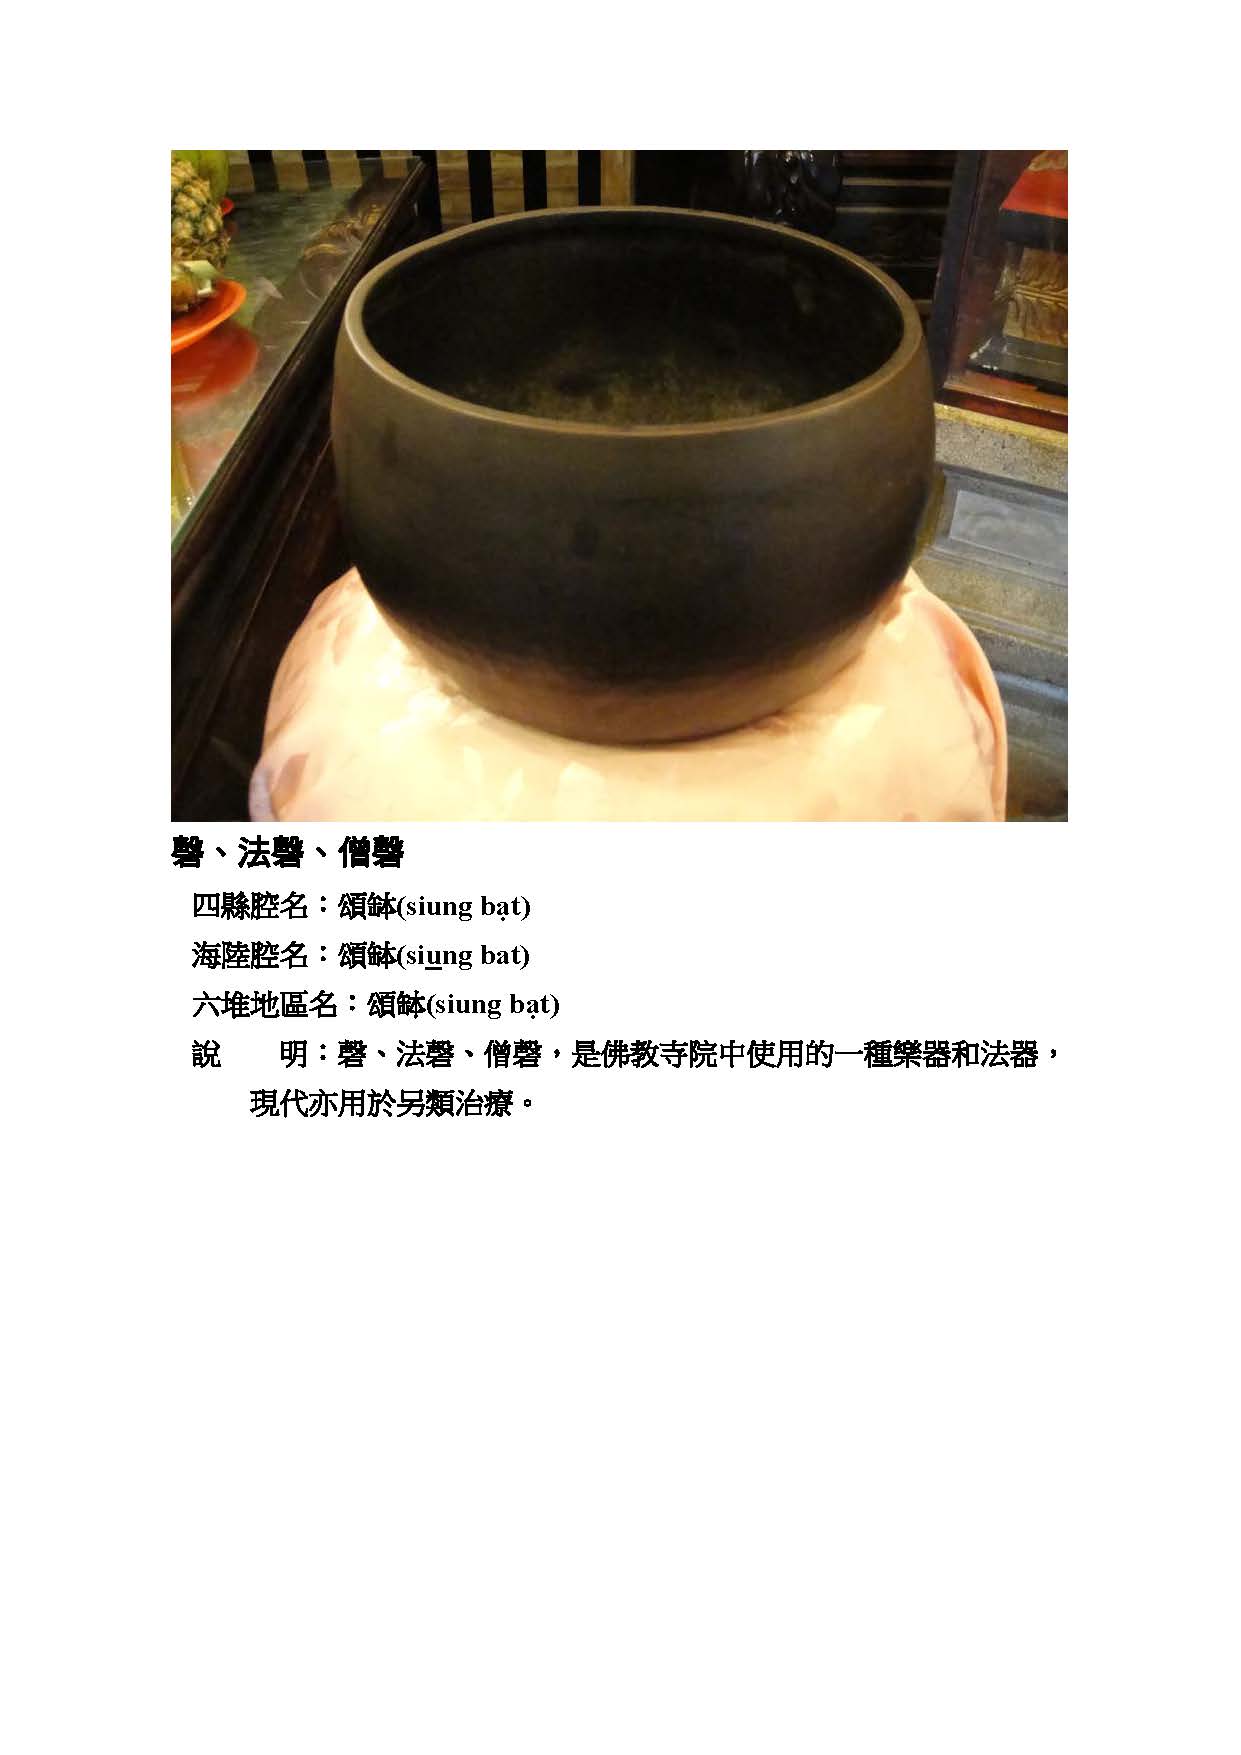 磬、法磬、僧磬
四縣腔名：頌缽(siung bạt)
海陸腔名：頌缽(siu̲ng bat)
六堆地區名：頌缽(siung bạt)
說　　明：磬、法磬、僧磬，是佛教寺院中使用的一種樂器和法器，
現代亦用於另類治療。